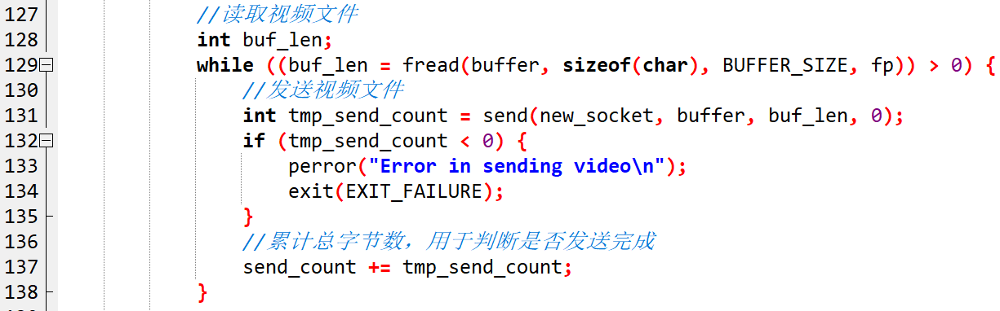 127 //读取视频文件
128 int buf_len;
129 while ((buf_len = fread(buffer, sizeof(char), BUFFER_SIZE, fp)) > 0) {
130 //发送视频文件
131 int tmp_send_count = send(new_socket, buffer, buf_len, 0);
132 if (tmp_send_count < 0) {
133 perror("Error in sending video\n");
134 exit(EXIT_FAILURE);
135 }
136 //累计总字节数，用于判断是否发送完成
137 send_count += tmp_send_count;
138 }